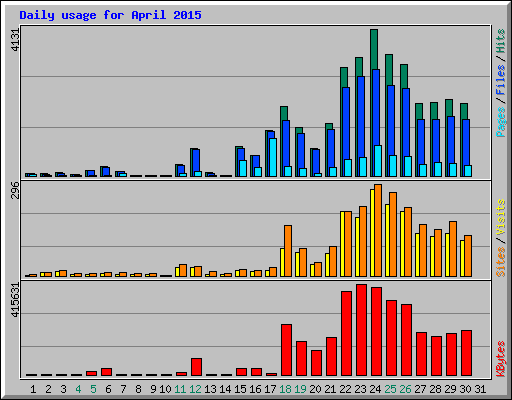 Daily usage for April 2015
4131
296
415631
Pages / Files / Hits
Sites / Visits
KBytes
1 2 3 4 5 6 7 8 9 10 11 12 13 14 15 16 17 18 19 20 21 22 23 24 25 26 27 28 29 30 31